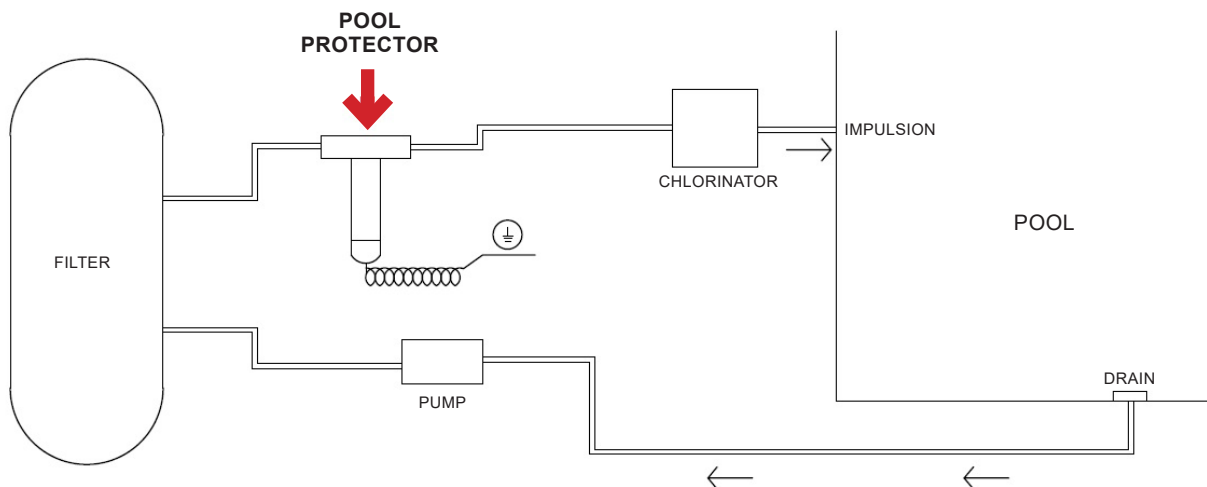 POOL
PROTECTOR
IMPULSION
CHLORINATOR
POOL
FILTER
DRAIN
PUMP